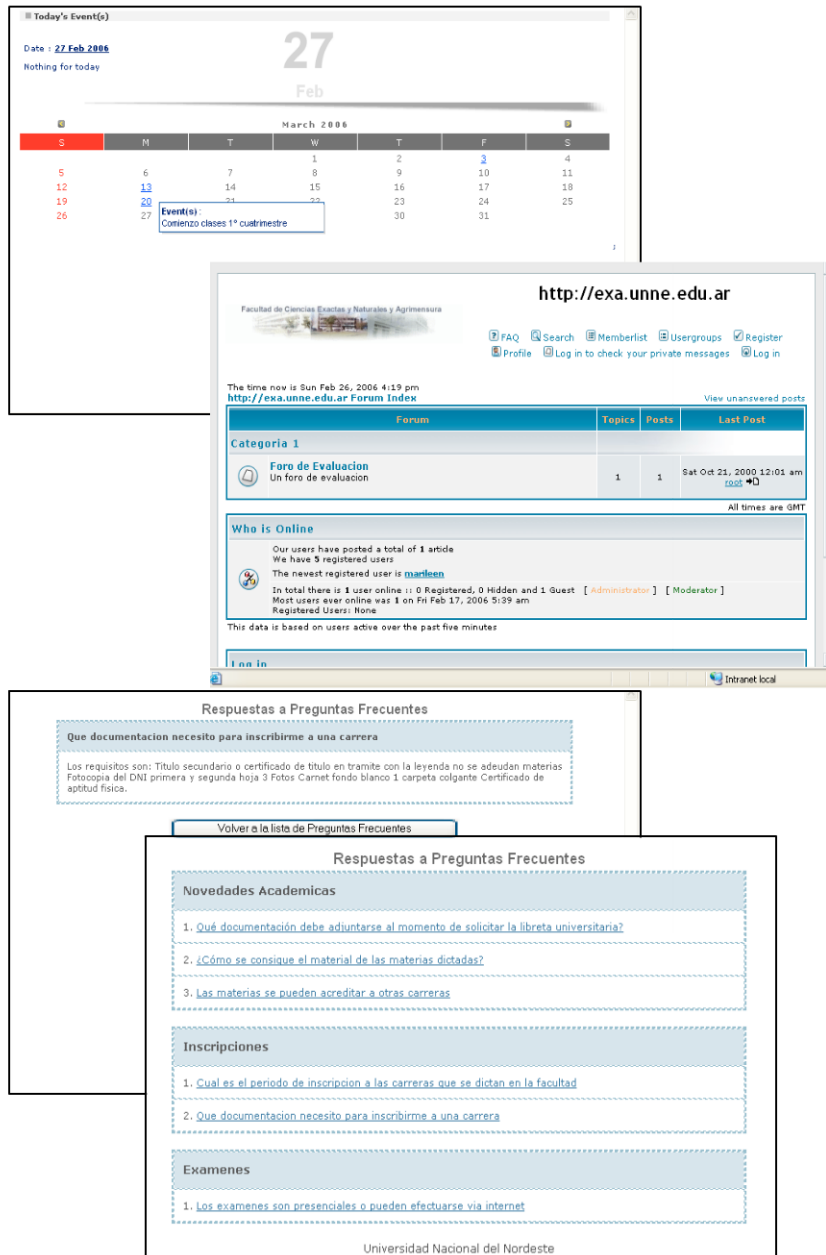 Today's Event(s)
Date : 27 Feb 2006
Nothing for today
27
Feb
March 2006
S M T W T F S
1 2 3 4
5 6 7 8 9 10 11
12 13 14 15 16 17 18
19 20 21 22 23 24 25
26 27 30 31
Event(s) :
Comienzo clases 1º cuatrimestre
http://exa.unne.edu.ar
Facultad de Ciencias Exactas y Naturales y Agrimensura
FAQ Search Memberlist Usergroups Register
Profile Log in to check your private messages Log in
The time now is Sun Feb 26, 2006 4:19 pm
http://exa.unne.edu.ar Forum Index View unanswered posts
Forum Topics Posts Last Post
Categoria 1
Foro de Evaluacion
Un foro de evaluacion
1 1 Sat Oct 21, 2000 12:01 am
root
All times are GMT
Who is Online
Our users have posted a total of 1 article
We have 5 registered users
The newest registered user is marileen
In total there is 1 user online :: 0 Registered, 0 Hidden and 1 Guest [ Administrator ] [ Moderator ]
Most users ever online was 1 on Fri Feb 17, 2006 5:39 am
Registered Users: None
This data is based on users active over the past five minutes
Log in
Intranet local
Respuestas a Preguntas Frecuentes
Que documentacion necesito para inscribirme a una carrera
Los requisitos son: Titulo secundario o certificado de titulo en tramite con la leyenda no se adeudan materias
Fotocopia del DNI primera y segunda hoja 3 Fotos Carnet fondo blanco 1 carpeta colgante Certificado de
aptitud fisica.
Volver a la lista de Preguntas Frecuentes
Respuestas a Preguntas Frecuentes
Novedades Academicas
1. Qué documentación debe adjuntarse al momento de solicitar la libreta universitaria?
2. ¿Cómo se consigue el material de las materias dictadas?
3. Las materias se pueden acreditar a otras carreras
Inscripciones
1. Cual es el periodo de inscripcion a las carreras que se dictan en la facultad
2. Que documentacion necesito para inscribirme a una carrera
Examenes
1. Los examenes son presenciales o pueden efectuarse via internet
Universidad Nacional del Nordeste